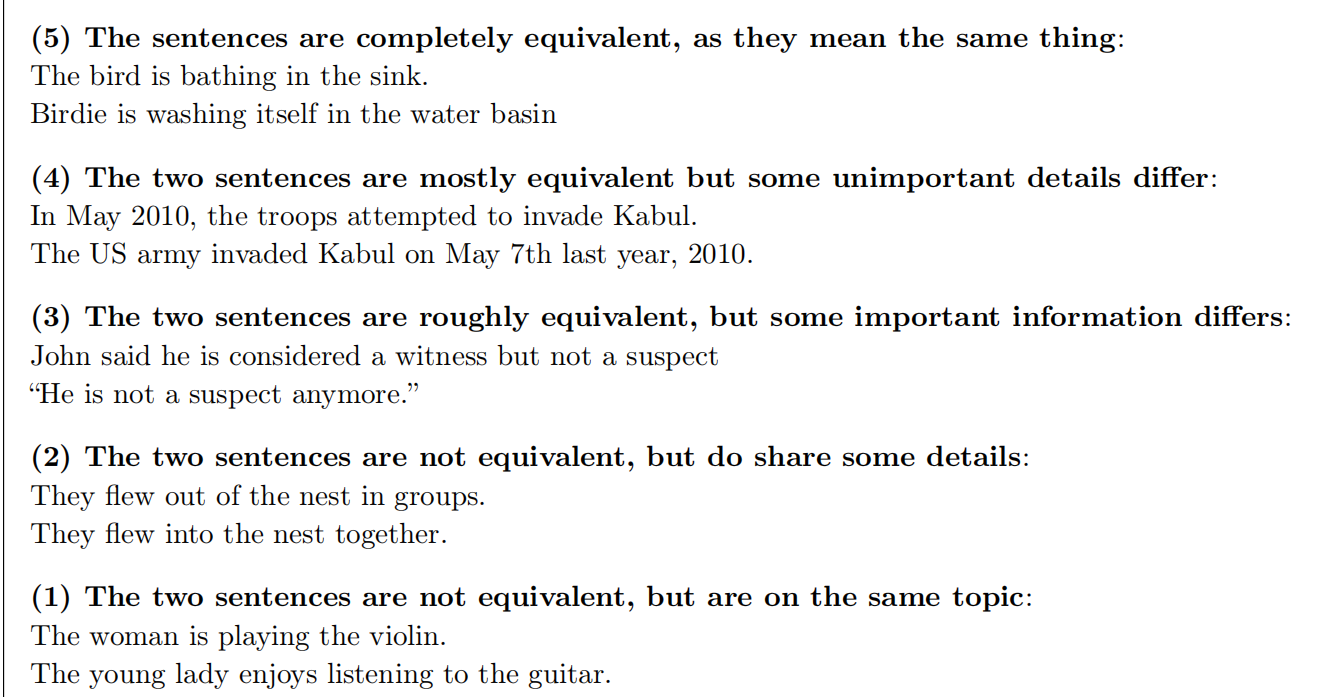 (5) The sentences are completely equivalent, as they mean the same thing:
The bird is bathing in the sink.
Birdie is washing itself in the water basin
(4) The two sentences are mostly equivalent but some unimportant details differ:
In May 2010, the troops attempted to invade Kabul.
The US army invaded Kabul on May 7th last year, 2010.
(3) The two sentences are roughly equivalent, but some important information differs:
John said he is considered a witness but not a suspect
“He is not a suspect anymore.”
(2) The two sentences are not equivalent, but do share some details:
They flew out of the nest in groups.
They flew into the nest together.
(1) The two sentences are not equivalent, but are on the same topic:
The woman is playing the violin.
The young lady enjoys listening to the guitar.